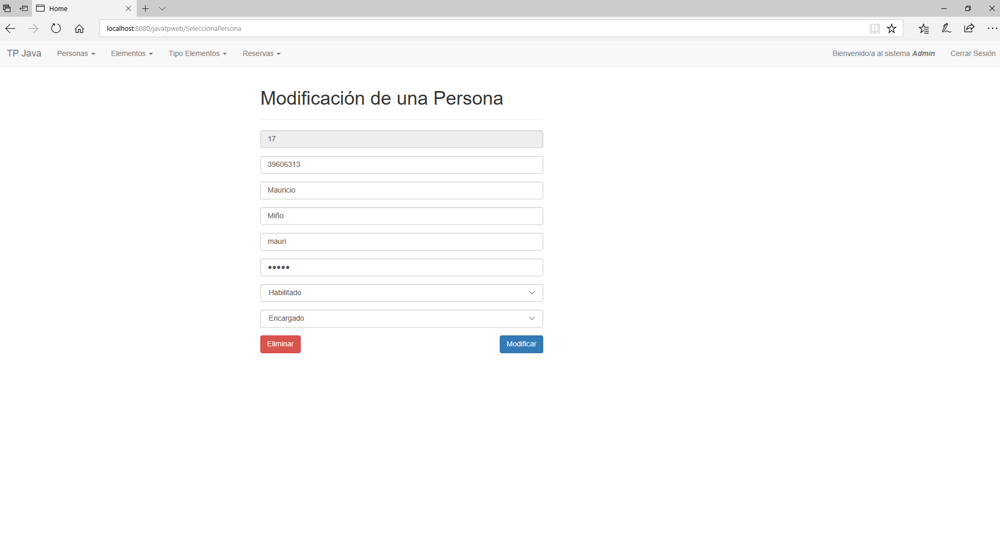 Home
localhost:8080/javatpweb/SeleccionaPersona
TP Java Personas Elementos Tipo Elementos Reservas Bienvenido/a al sistema Admin Cerrar Sesión
Modificación de una Persona
17
39606313
Mauricio
Miño
mauri
•••••
Habilitado
Encargado
Eliminar Modificar